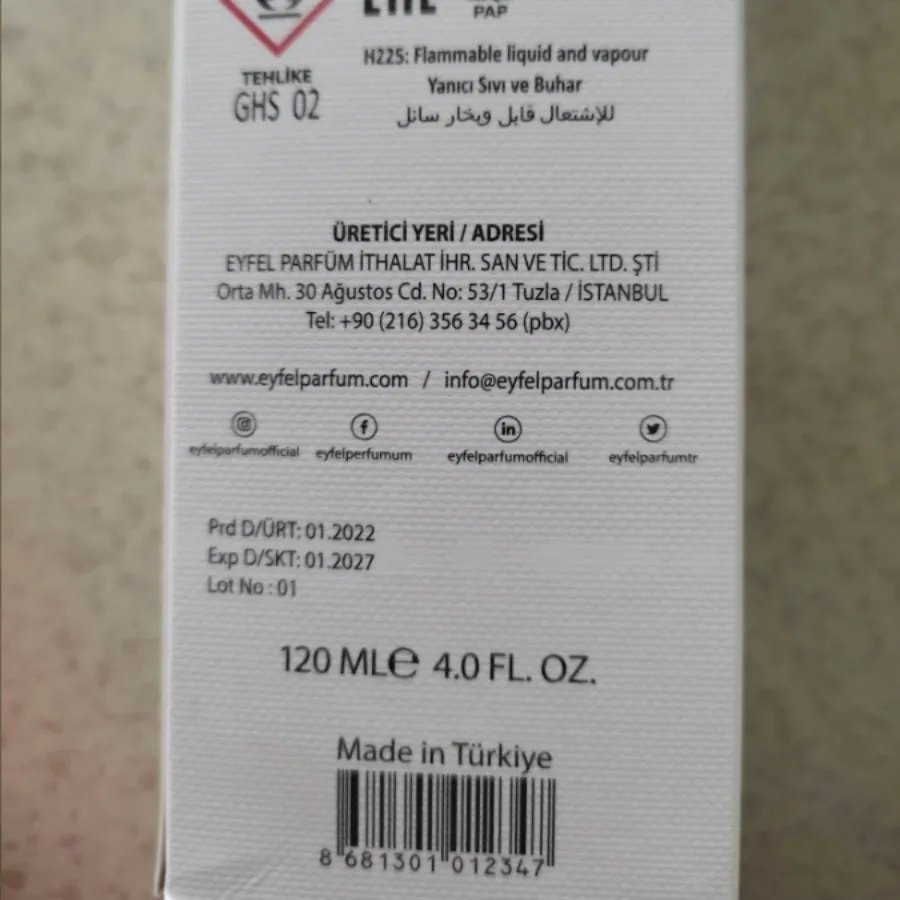 PAP
H225: Flammable liquid and vapour
Yanıcı Sıvı ve Buhar
للإشتعال قابل وبخار سائل
TEHLİKE
GHS 02
ÜRETİCİ YERİ / ADRESİ
EYFEL PARFÜM İTHALAT İHR. SAN VE TİC. LTD. ŞTİ
Orta Mh. 30 Ağustos Cd. No: 53/1 Tuzla / İSTANBUL
Tel: +90 (216) 356 34 56 (pbx)
www.eyfelparfum.com / info@eyfelparfum.com.tr
eyfelparfumofficial eyfelperfumum eyfelparfumofficial eyfelparfumtr
Prd D/ÜRT: 01.2022
Exp D/SKT: 01.2027
Lot No : 01
120 MLe 4.0 FL. OZ.
Made in Türkiye
8 681301 012347